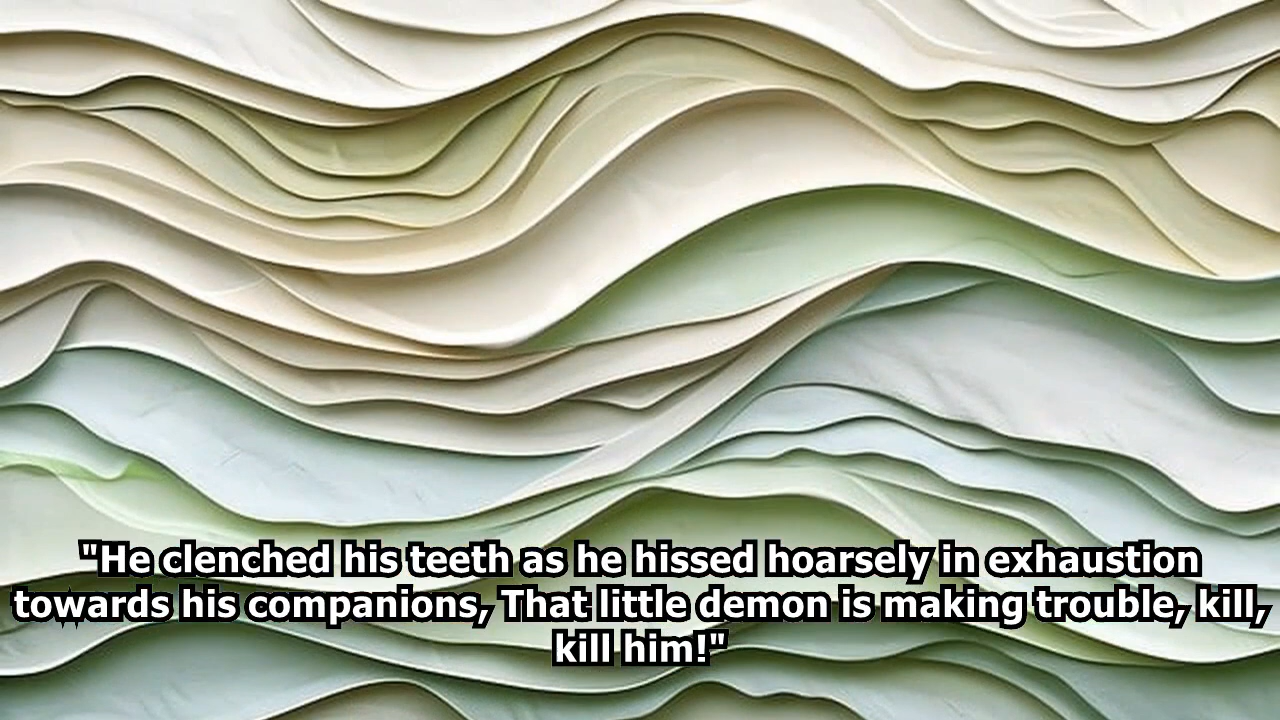 "He clenched his teeth as he hissed hoarsely in exhaustion
towards his companions, That little demon is making trouble, kill,
kill him!"